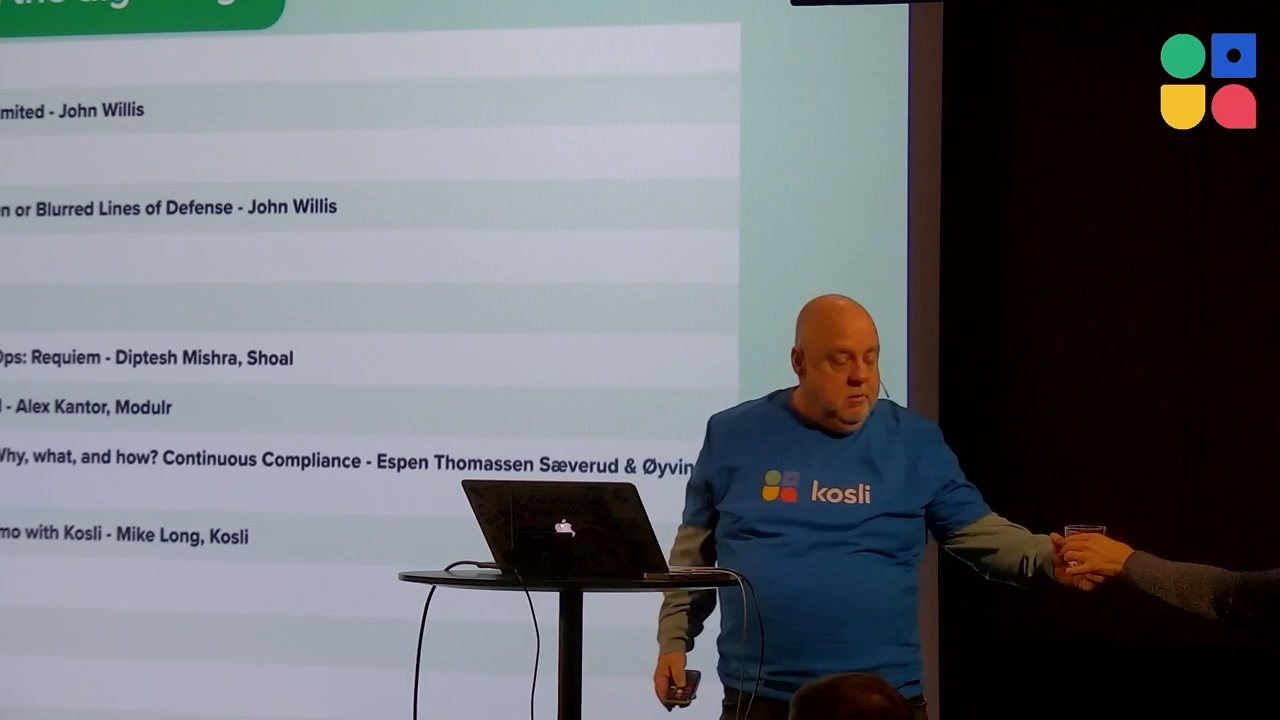 mited - John Willis
n or Blurred Lines of Defense - John Willis
Ops: Requiem - Diptesh Mishra, Shoal
- Alex Kantor, Modulr
Why, what, and how? Continuous Compliance - Espen Thomassen Sæverud & Øyvin
mo with Kosli - Mike Long, Kosli
kosli